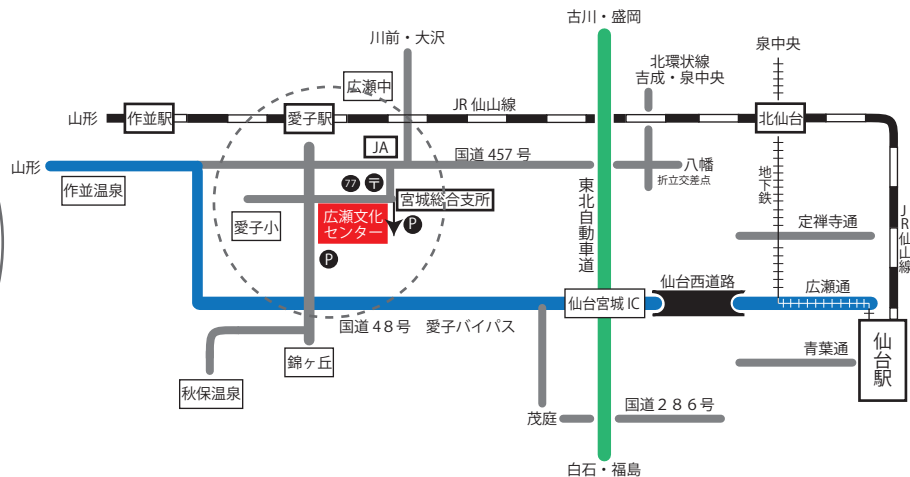 古川・盛岡
川前・大沢
北環状線
吉成・泉中央
泉中央
広瀬中
山形
作並駅
愛子駅
JR 仙山線
北仙台
JA
国道 457 号
八幡
折立交差点
山形
作並温泉
77
〒
宮城総合支所
東北自動車道
地下鉄
愛子小
広瀬文化
センター
P
定禅寺通
JR仙山線
P
仙台西道路
広瀬通
仙台宮城 IC
国道 4８号　愛子バイパス
錦ヶ丘
青葉通
仙台駅
秋保温泉
茂庭
国道２８６号
白石・福島